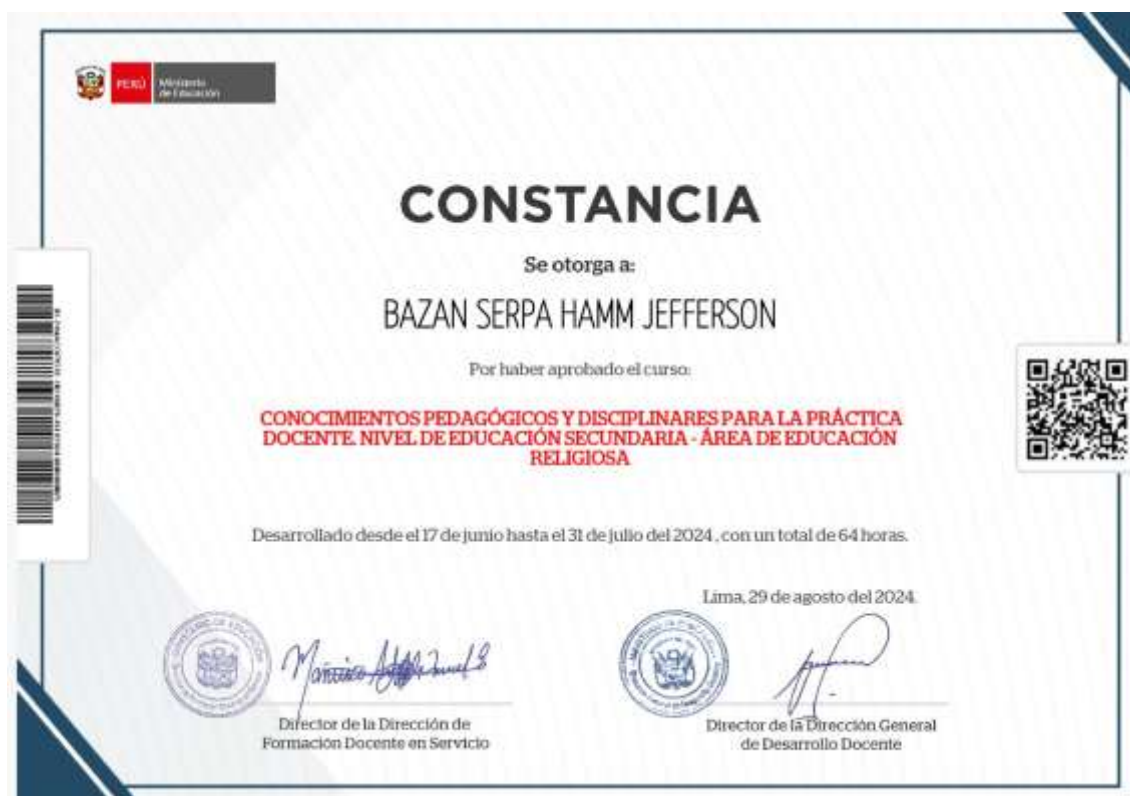 PERÚ
Ministerio
de Educación
CONSTANCIA
Se otorga a:
BAZAN SERPA HAMM JEFFERSON
Por haber aprobado el curso:
CONOCIMIENTOS PEDAGÓGICOS Y DISCIPLINARES PARA LA PRÁCTICA
DOCENTE. NIVEL DE EDUCACIÓN SECUNDARIA - ÁREA DE EDUCACIÓN
RELIGIOSA
Desarrollado desde el 17 de junio hasta el 31 de julio del 2024 , con un total de 64 horas.
Lima, 29 de agosto del 2024.
Director de la Dirección de
Formación Docente en Servicio
Director de la Dirección General
de Desarrollo Docente